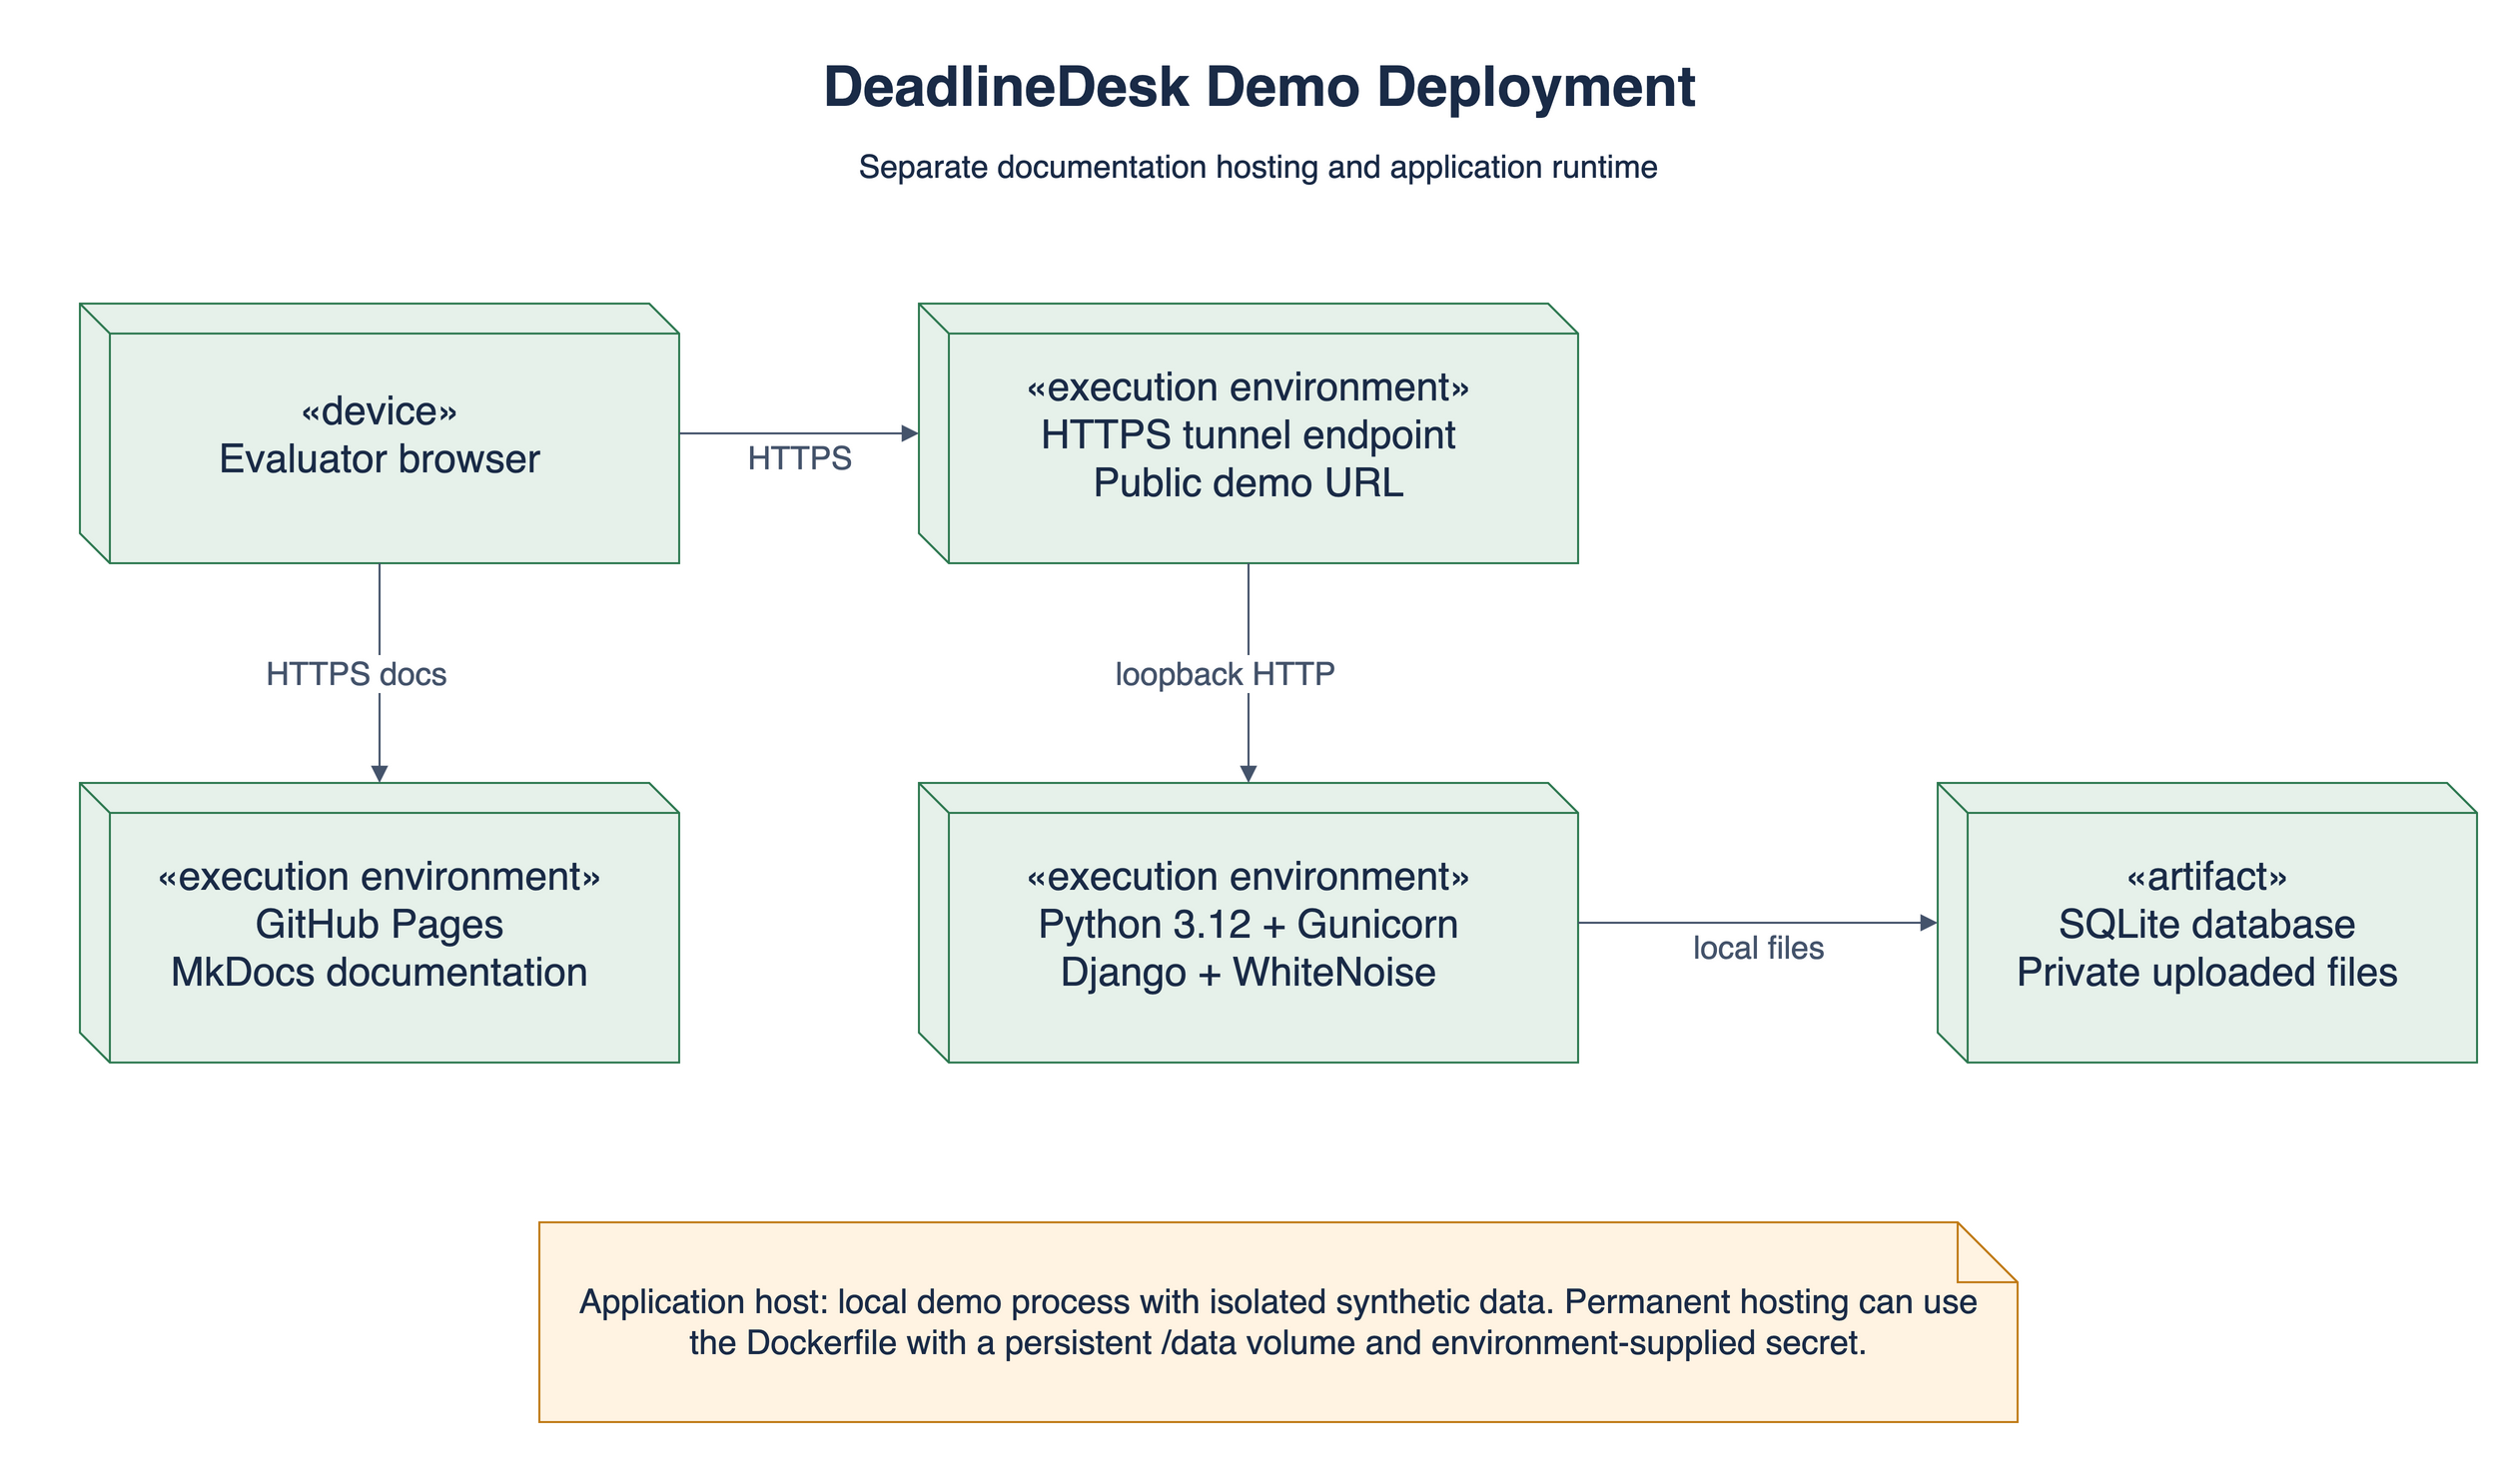 DeadlineDesk Demo Deployment
Separate documentation hosting and application runtime
«device»
Evaluator browser
HTTPS
«execution environment»
HTTPS tunnel endpoint
Public demo URL
HTTPS docs
loopback HTTP
«execution environment»
GitHub Pages
MkDocs documentation
«execution environment»
Python 3.12 + Gunicorn
Django + WhiteNoise
local files
«artifact»
SQLite database
Private uploaded files
Application host: local demo process with isolated synthetic data. Permanent hosting can use
the Dockerfile with a persistent /data volume and environment-supplied secret.